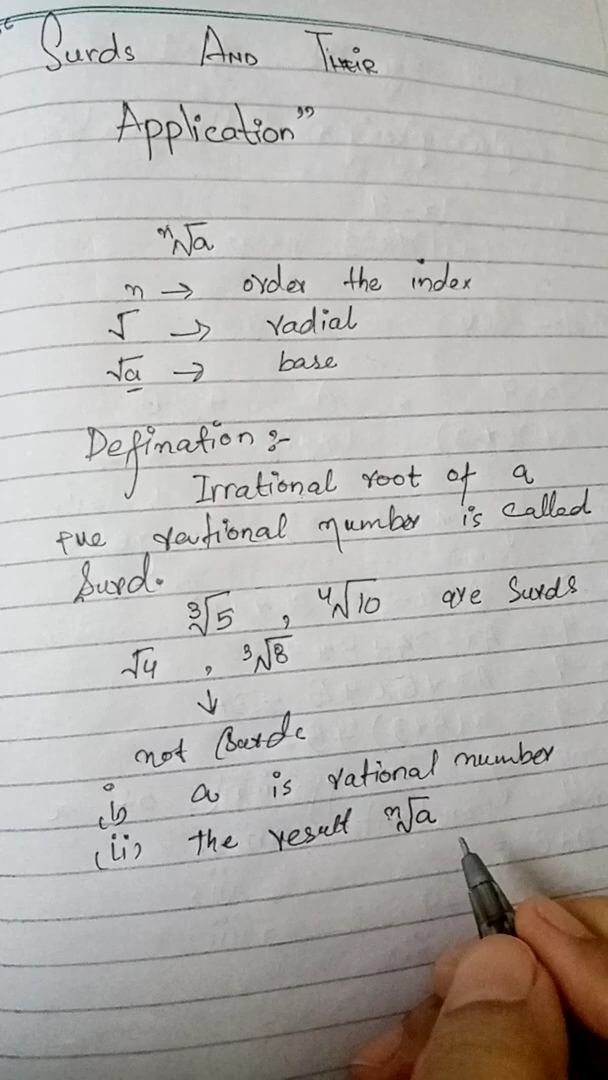 "Surds AND THEIR
Application"
ⁿ√a
n → order the index
√ → radial
√a → base
Defination :-
Irrational root of a
+ue rational number is called
Surd.
³√5 , ⁴√10 are Surds
√4 , ³√8
↓
not Surds
(i) a is rational number
(ii) the result ⁿ√a